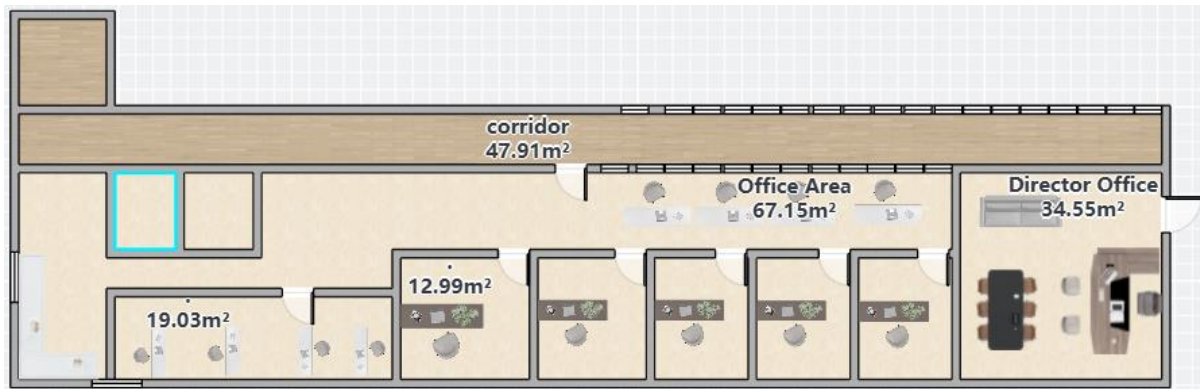 corridor
47.91m²
Office Area
67.15m²
Director Office
34.55m²
12.99m²
19.03m²